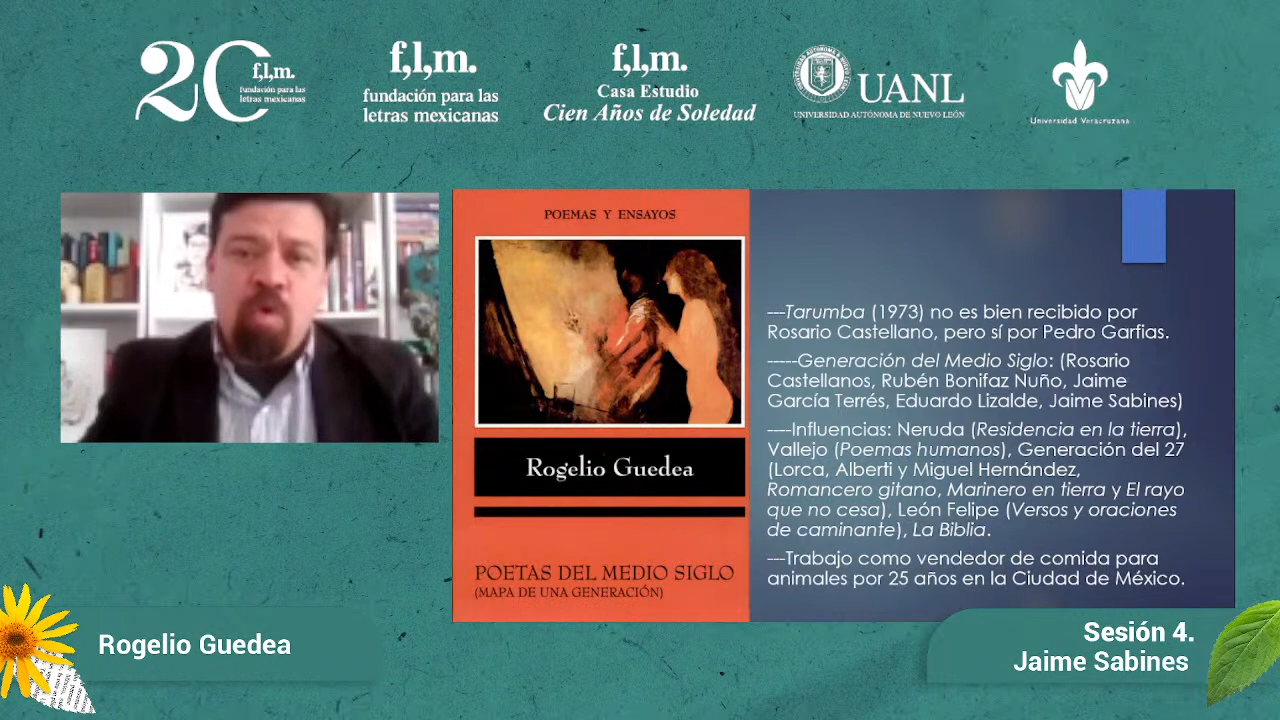 20 f,l,m.
fundación para las
letras mexicanas
f,l,m.
fundación para las
letras mexicanas
f,l,m.
Casa Estudio
Cien Años de Soledad
UANL
UNIVERSIDAD AUTÓNOMA DE NUEVO LEÓN
Universidad Veracruzana
POEMAS Y ENSAYOS
Rogelio Guedea
POETAS DEL MEDIO SIGLO
(MAPA DE UNA GENERACIÓN)
---Tarumba (1973) no es bien recibido por
Rosario Castellano, pero sí por Pedro Garfias.
-----Generación del Medio Siglo: (Rosario
Castellanos, Rubén Bonifaz Nuño, Jaime
García Terrés, Eduardo Lizalde, Jaime Sabines)
----Influencias: Neruda (Residencia en la tierra),
Vallejo (Poemas humanos), Generación del 27
(Lorca, Alberti y Miguel Hernández,
Romancero gitano, Marinero en tierra y El rayo
que no cesa), León Felipe (Versos y oraciones
de caminante), La Biblia.
---Trabajo como vendedor de comida para
animales por 25 años en la Ciudad de México.
Rogelio Guedea
Sesión 4.
Jaime Sabines